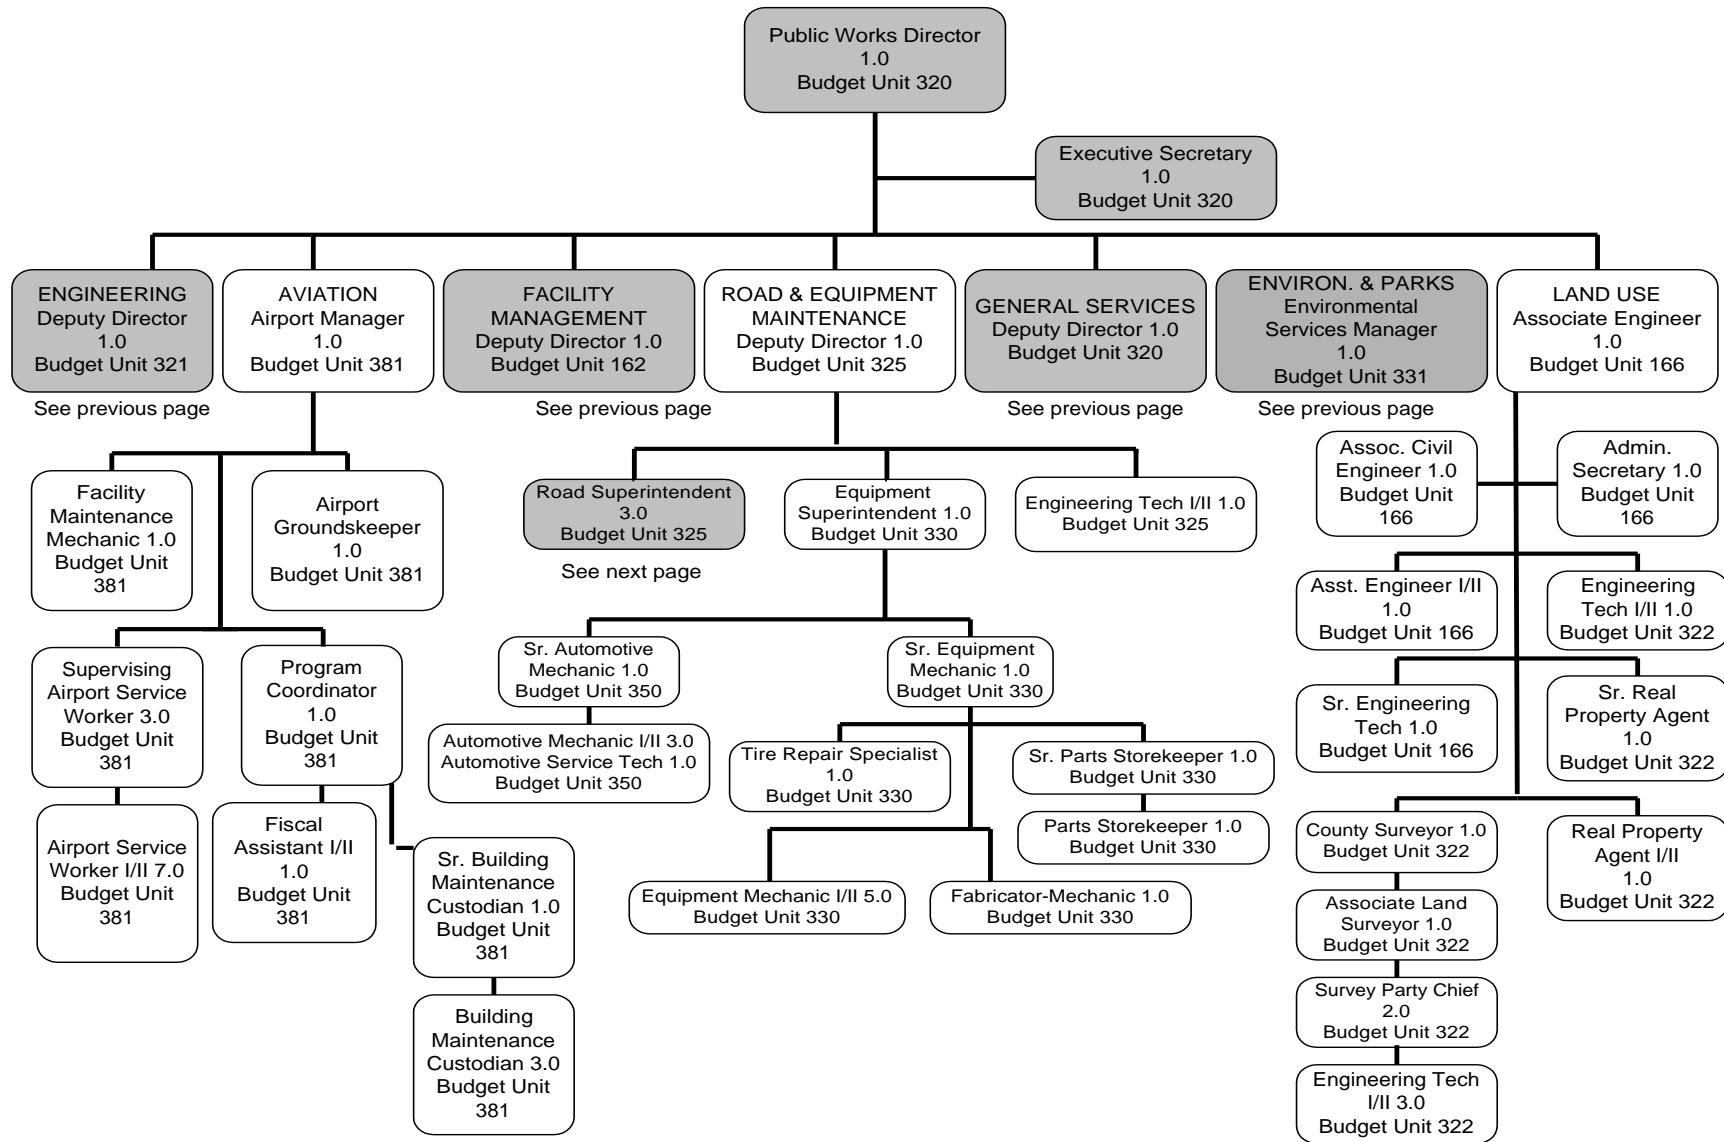 Public Works Director
1.0
Budget Unit 320
Executive Secretary
1.0
Budget Unit 320
ENGINEERING
Deputy Director
1.0
Budget Unit 321
See previous page
AVIATION
Airport Manager
1.0
Budget Unit 381
FACILITY
MANAGEMENT
Deputy Director 1.0
Budget Unit 162
See previous page
ROAD & EQUIPMENT
MAINTENANCE
Deputy Director 1.0
Budget Unit 325
GENERAL SERVICES
Deputy Director 1.0
Budget Unit 320
See previous page
ENVIRON. & PARKS
Environmental
Services Manager
1.0
Budget Unit 331
See previous page
LAND USE
Associate Engineer
1.0
Budget Unit 166
Facility
Maintenance
Mechanic 1.0
Budget Unit
381
Airport
Groundskeeper
1.0
Budget Unit 381
Supervising
Airport Service
Worker 3.0
Budget Unit
381
Program
Coordinator
1.0
Budget Unit
381
Airport Service
Worker I/II 7.0
Budget Unit
381
Fiscal
Assistant I/II
1.0
Budget Unit
381
Sr. Building
Maintenance
Custodian 1.0
Budget Unit
381
Building
Maintenance
Custodian 3.0
Budget Unit
381
Road Superintendent
3.0
Budget Unit 325
See next page
Equipment
Superintendent 1.0
Budget Unit 330
Engineering Tech I/II 1.0
Budget Unit 325
Sr. Automotive
Mechanic 1.0
Budget Unit 350
Automotive Mechanic I/II 3.0
Automotive Service Tech 1.0
Budget Unit 350
Sr. Equipment
Mechanic 1.0
Budget Unit 330
Tire Repair Specialist
1.0
Budget Unit 330
Sr. Parts Storekeeper 1.0
Budget Unit 330
Parts Storekeeper 1.0
Budget Unit 330
Equipment Mechanic I/II 5.0
Budget Unit 330
Fabricator-Mechanic 1.0
Budget Unit 330
Assoc. Civil
Engineer 1.0
Budget Unit
166
Admin.
Secretary 1.0
Budget Unit
166
Asst. Engineer I/II
1.0
Budget Unit 166
Engineering
Tech I/II 1.0
Budget Unit 322
Sr. Engineering
Tech 1.0
Budget Unit 166
Sr. Real
Property Agent
1.0
Budget Unit 322
County Surveyor 1.0
Budget Unit 322
Real Property
Agent I/II
1.0
Budget Unit 322
Associate Land
Surveyor 1.0
Budget Unit 322
Survey Party Chief
2.0
Budget Unit 322
Engineering Tech
I/II 3.0
Budget Unit 322